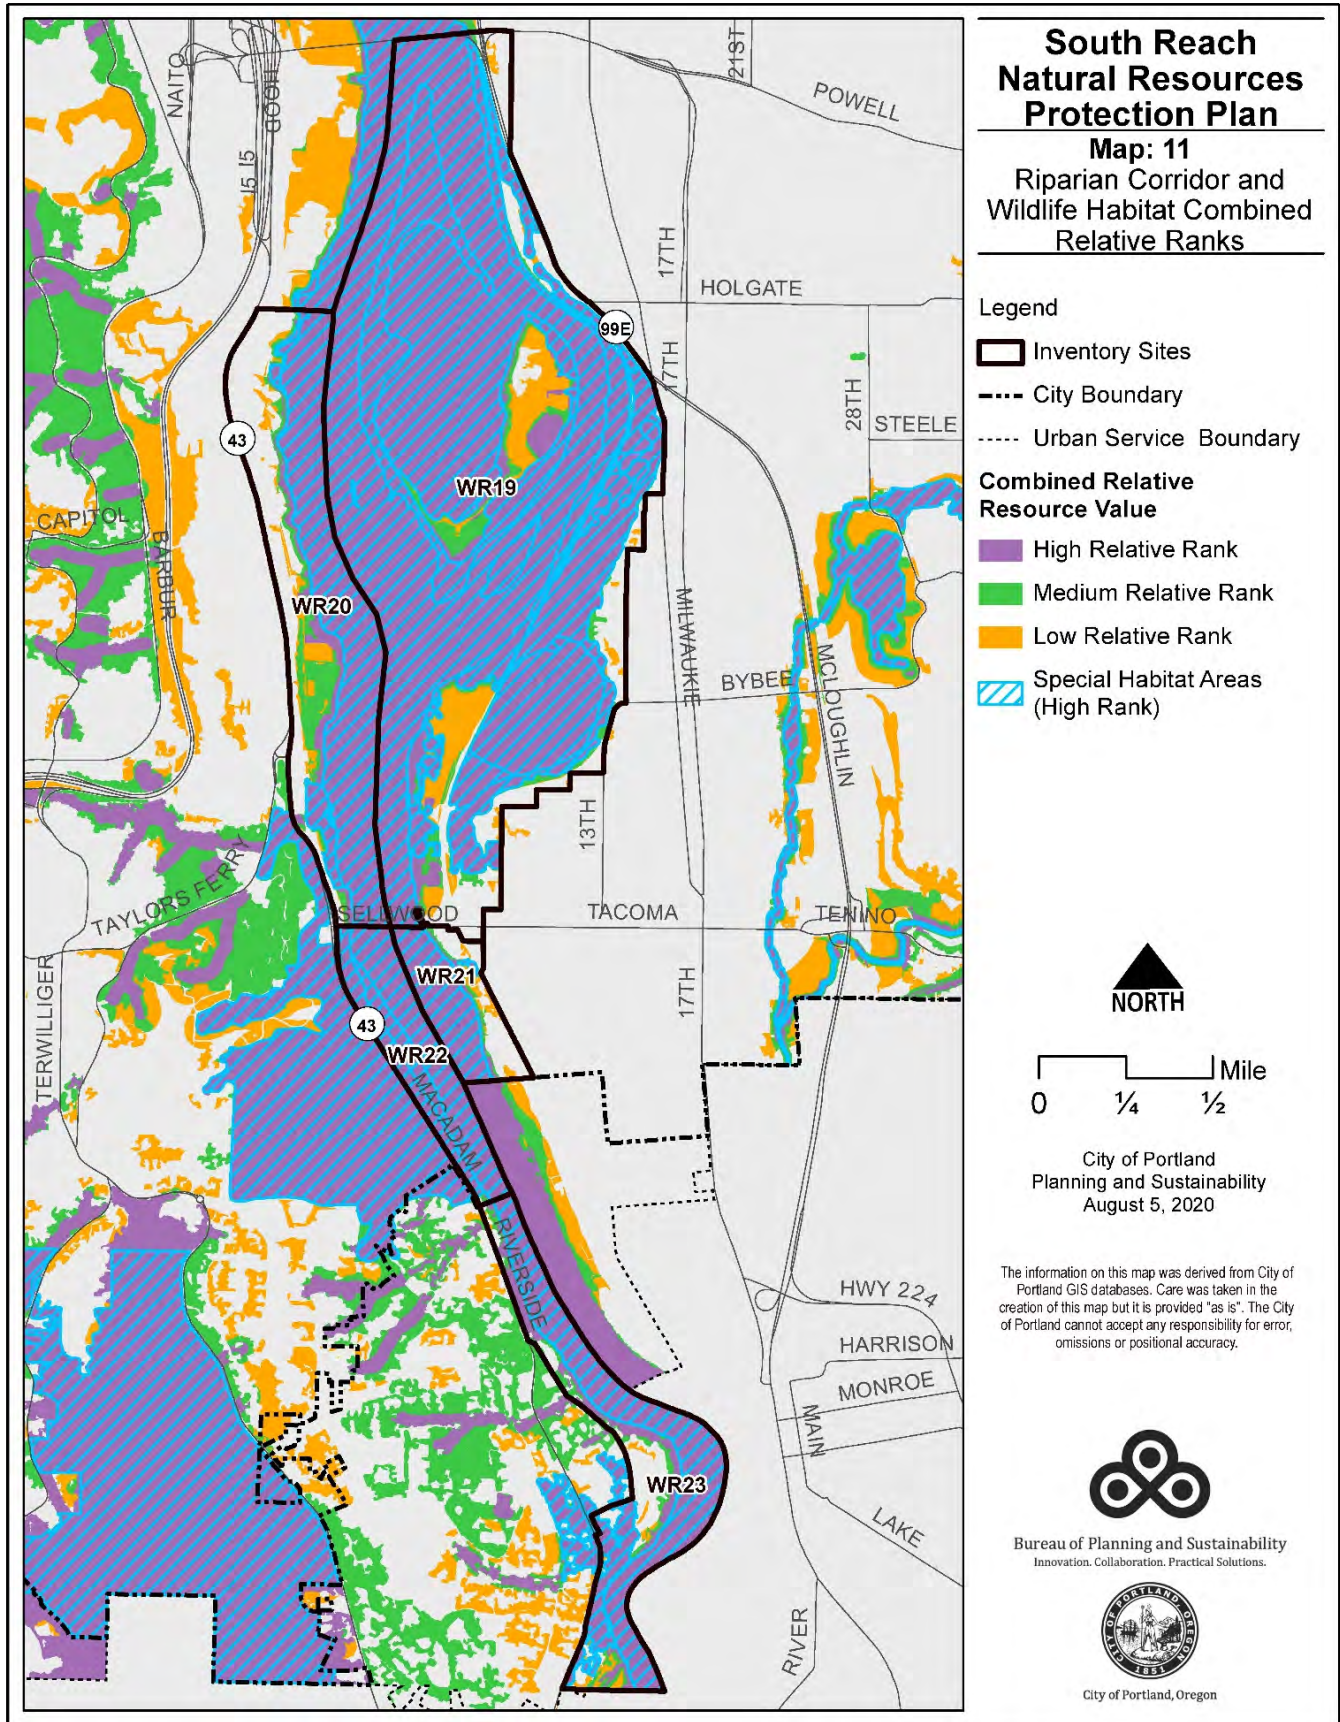 South Reach
Natural Resources
Protection Plan
Map: 11
Riparian Corridor and
Wildlife Habitat Combined
Relative Ranks
Legend
Inventory Sites
City Boundary
Urban Service Boundary
Combined Relative
Resource Value
High Relative Rank
Medium Relative Rank
Low Relative Rank
Special Habitat Areas
(High Rank)
NORTH
Mile
0 ¼ ½
City of Portland
Planning and Sustainability
August 5, 2020
The information on this map was derived from City of
Portland GIS databases. Care was taken in the
creation of this map but it is provided "as is". The City
of Portland cannot accept any responsibility for error,
omissions or positional accuracy.
Bureau of Planning and Sustainability
Innovation. Collaboration. Practical Solutions.
CITY OF PORTLAND, OREGON
1851
City of Portland, Oregon
NAITO
HOOD
I5 I5
21ST
POWELL
17TH
HOLGATE
99E
17TH
28TH
STEELE
43
WR19
CAPITOL
BARBUR
WR20
MILWAUKIE
BYBEE
MCLOUGHLIN
13TH
TAYLORS FERRY
SELLWOOD
TACOMA
TENINO
TERWILLIGER
WR21
17TH
43
WR22
MACADAM
RIVERSIDE
HWY 224
HARRISON
MONROE
MAIN
WR23
LAKE
RIVER